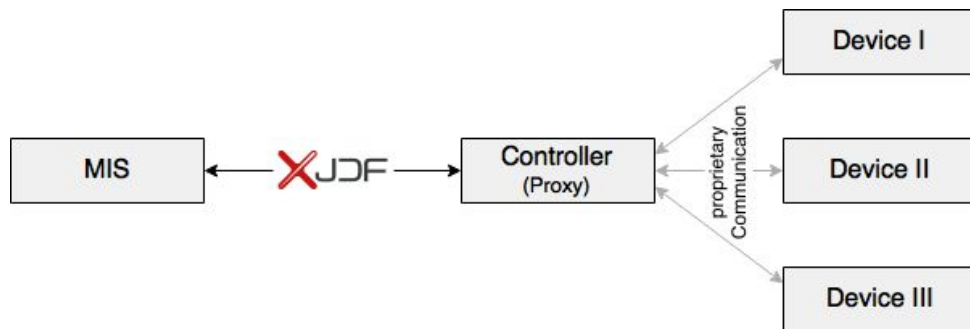 Device I
MIS
XJDF
Controller
(Proxy)
proprietary
Communication
Device II
Device III